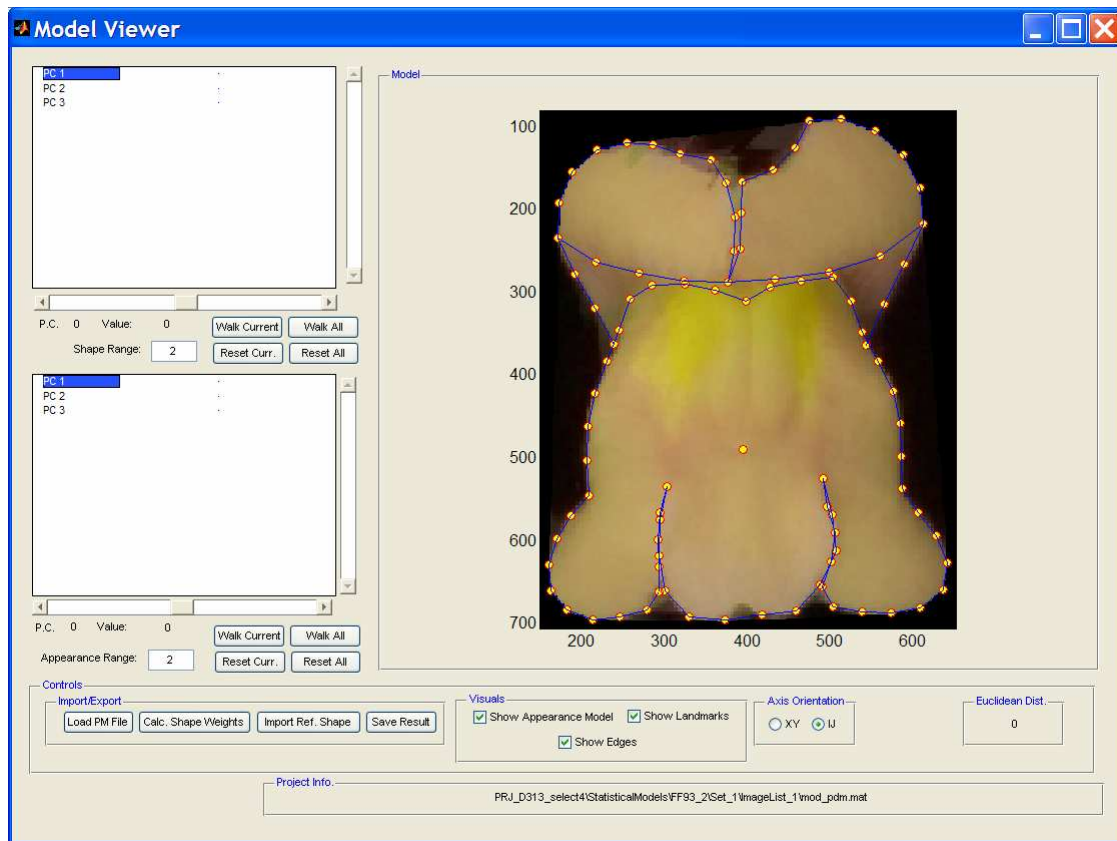 Model Viewer
PC 1
PC 2
PC 3
P.C. 0 Value: 0 Walk Current Walk All
Shape Range: 2 Reset Curr. Reset All
PC 1
PC 2
PC 3
P.C. 0 Value: 0 Walk Current Walk All
Appearance Range: 2 Reset Curr. Reset All
Model
100
200
300
400
500
600
700
200 300 400 500 600
Controls
Import/Export
Load PM File Calc. Shape Weights Import Ref. Shape Save Result
Visuals
Show Appearance Model Show Landmarks
Show Edges
Axis Orientation
XY IJ
Euclidean Dist.
0
Project Info.
PRJ_D313_select4\StatisticalModels\FF93_2\Set_1\ImageList_1\mod_pdm.mat